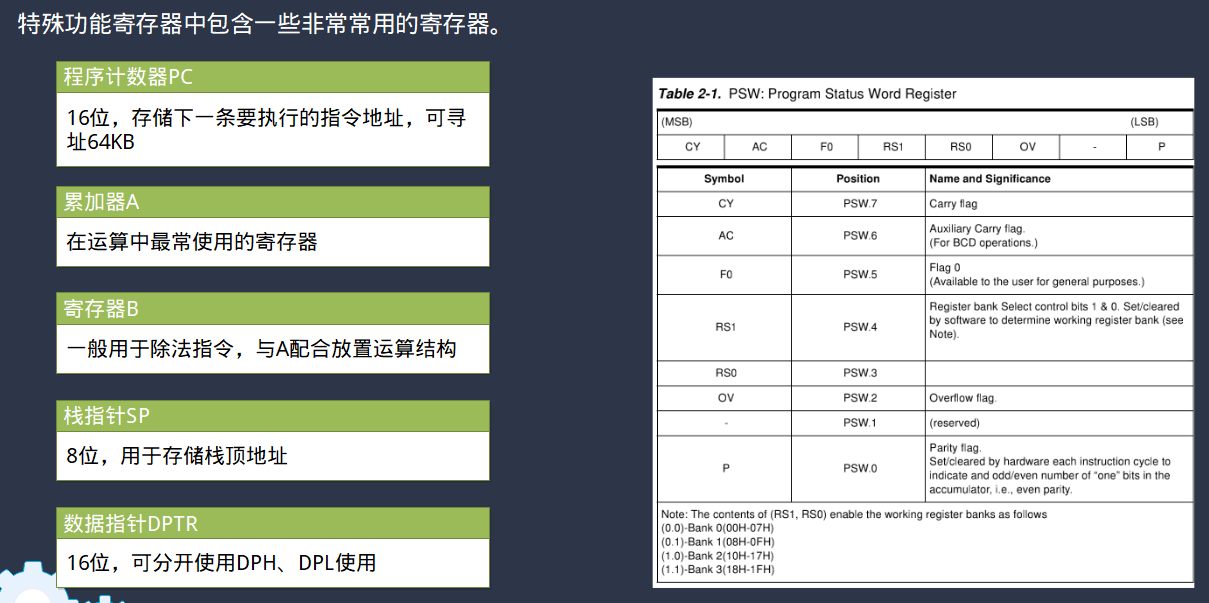 特殊功能寄存器中包含一些非常常用的寄存器。
程序计数器PC
16位，存储下一条要执行的指令地址，可寻
址64KB
累加器A
在运算中最常使用的寄存器
寄存器B
一般用于除法指令，与A配合放置运算结构
栈指针SP
8位，用于存储栈顶地址
数据指针DPTR
16位，可分开使用DPH、DPL使用
Table 2-1. PSW: Program Status Word Register
(MSB) (LSB)
CY AC F0 RS1 RS0 OV - P
Symbol Position Name and Significance
CY PSW.7 Carry flag
AC PSW.6 Auxiliary Carry flag.
(For BCD operations.)
F0 PSW.5 Flag 0
(Available to the user for general purposes.)
RS1 PSW.4 Register bank Select control bits 1 & 0. Set/cleared
by software to determine working register bank (see
Note).
RS0 PSW.3
OV PSW.2 Overflow flag.
- PSW.1 (reserved)
P PSW.0 Parity flag.
Set/cleared by hardware each instruction cycle to
indicate and odd/even number of “one” bits in the
accumulator, i.e., even parity.
Note: The contents of (RS1, RS0) enable the working register banks as follows
(0.0)-Bank 0(00H-07H)
(0.1)-Bank 1(08H-0FH)
(1.0)-Bank 2(10H-17H)
(1.1)-Bank 3(18H-1FH)